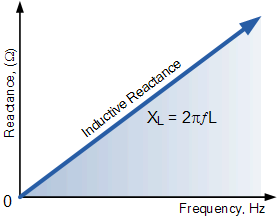 Reactance, (Ω)
Inductive Reactance
X_L = 2πƒL
0
Frequency, Hz